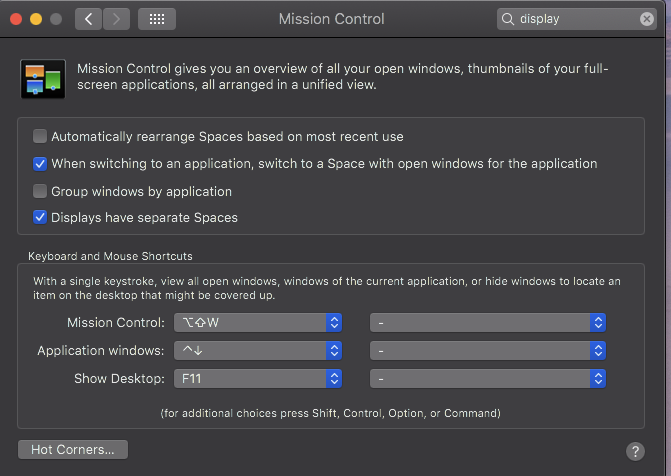 Mission Control
display
Mission Control gives you an overview of all your open windows, thumbnails of your full-
screen applications, all arranged in a unified view.
Automatically rearrange Spaces based on most recent use
When switching to an application, switch to a Space with open windows for the application
Group windows by application
Displays have separate Spaces
Keyboard and Mouse Shortcuts
With a single keystroke, view all open windows, windows of the current application, or hide windows to locate an
item on the desktop that might be covered up.
Mission Control: ⌥⇧W -
Application windows: ^↓ -
Show Desktop: F11 -
(for additional choices press Shift, Control, Option, or Command)
Hot Corners... ?